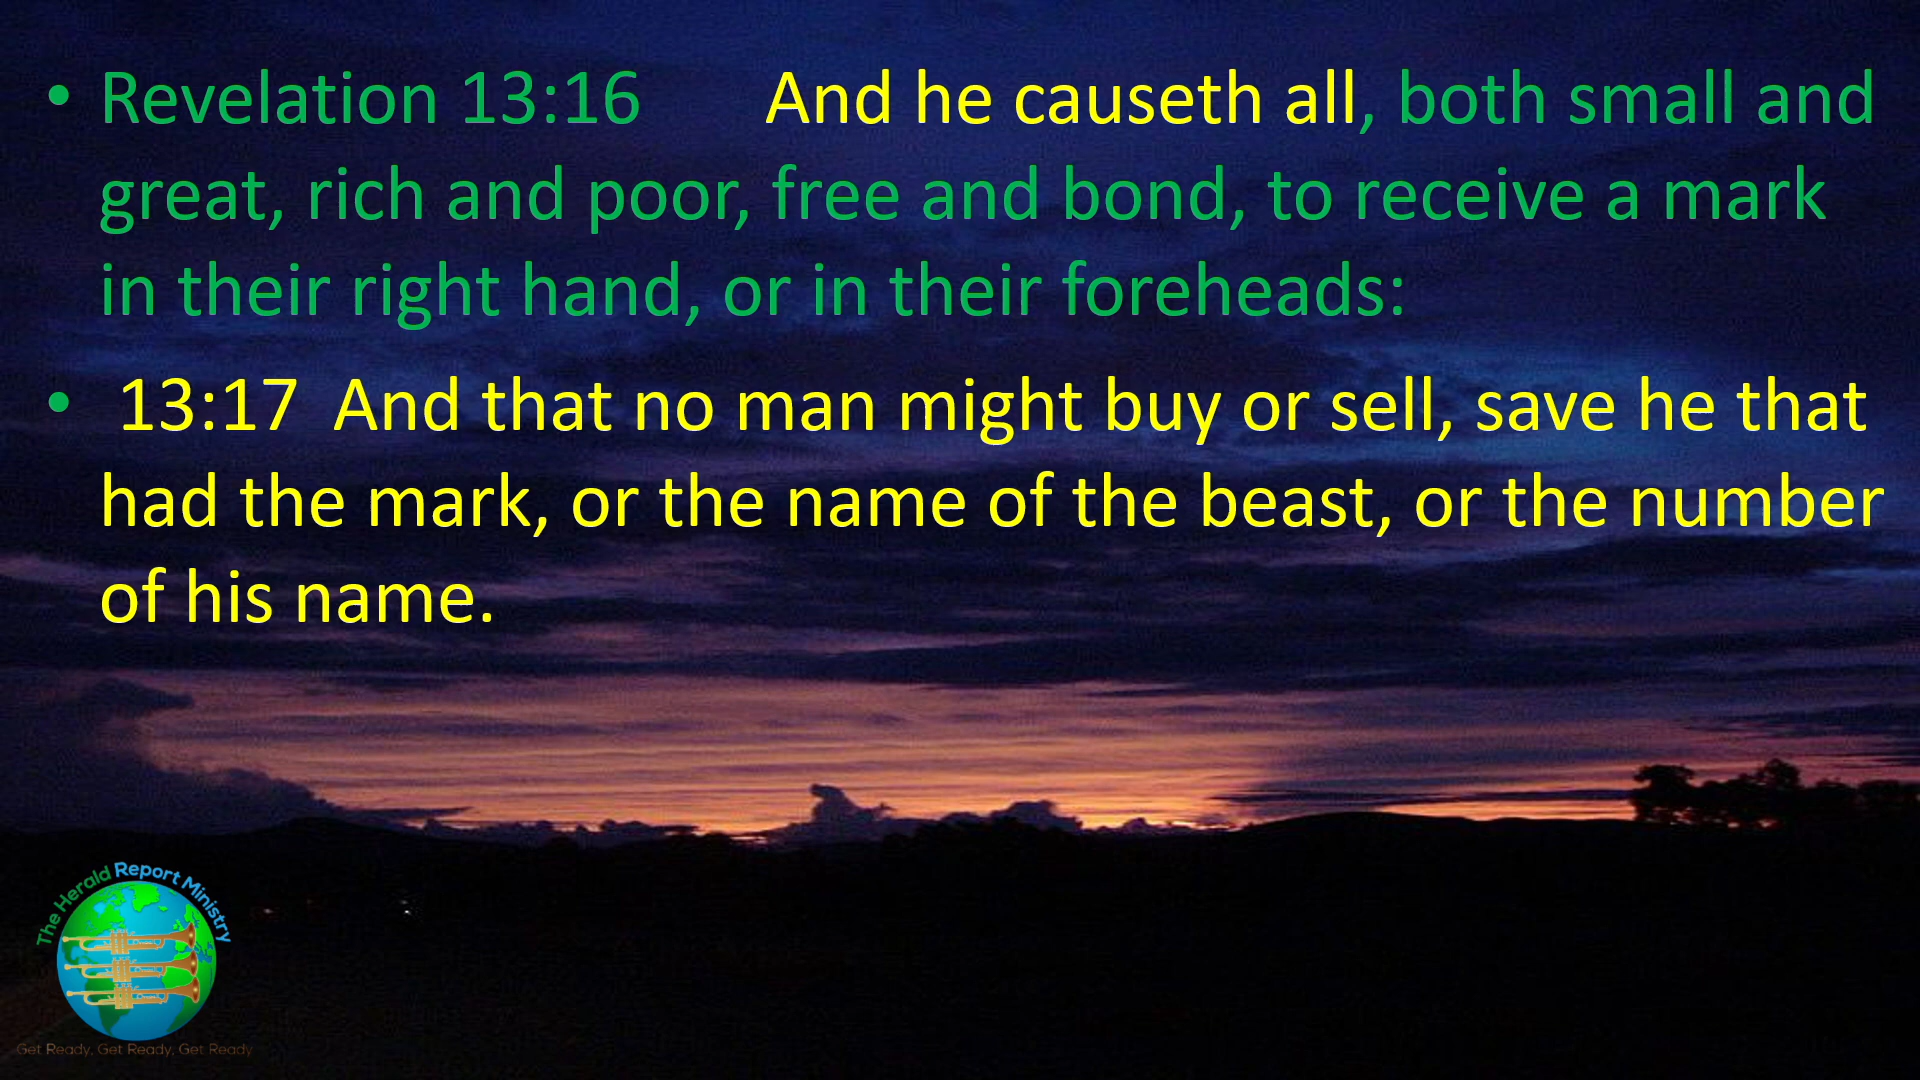 • Revelation 13:16 And he causeth all, both small and
great, rich and poor, free and bond, to receive a mark
in their right hand, or in their foreheads:
• 13:17 And that no man might buy or sell, save he that
had the mark, or the name of the beast, or the number
of his name.
The Herald Report Ministry
Get Ready, Get Ready, Get Ready